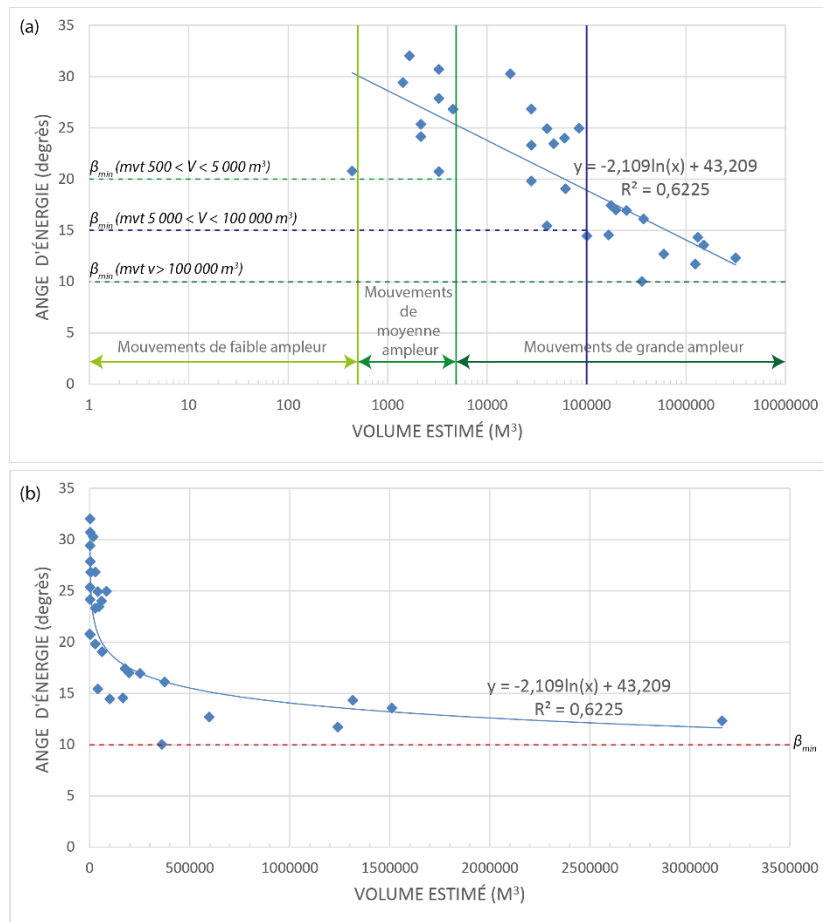 (a)
35
30
25
20
15
10
5
0
ANGE D'ÉNERGIE (degrès)
β min (mvt 500 < V < 5 000 m³)
β min (mvt 5 000 < V < 100 000 m³)
β min (mvt v> 100 000 m³)
y = -2,109ln(x) + 43,209
R² = 0,6225
Mouvements de faible ampleur
Mouvements
de
moyenne
ampleur
Mouvements de grande ampleur
1 10 100 1000 10000 100000 1000000 10000000
VOLUME ESTIMÉ (M³)
(b)
35
30
25
20
15
10
5
0
ANGE D'ÉNERGIE (degrès)
y = -2,109ln(x) + 43,209
R² = 0,6225
β min
0 500000 1000000 1500000 2000000 2500000 3000000 3500000
VOLUME ESTIMÉ (M³)